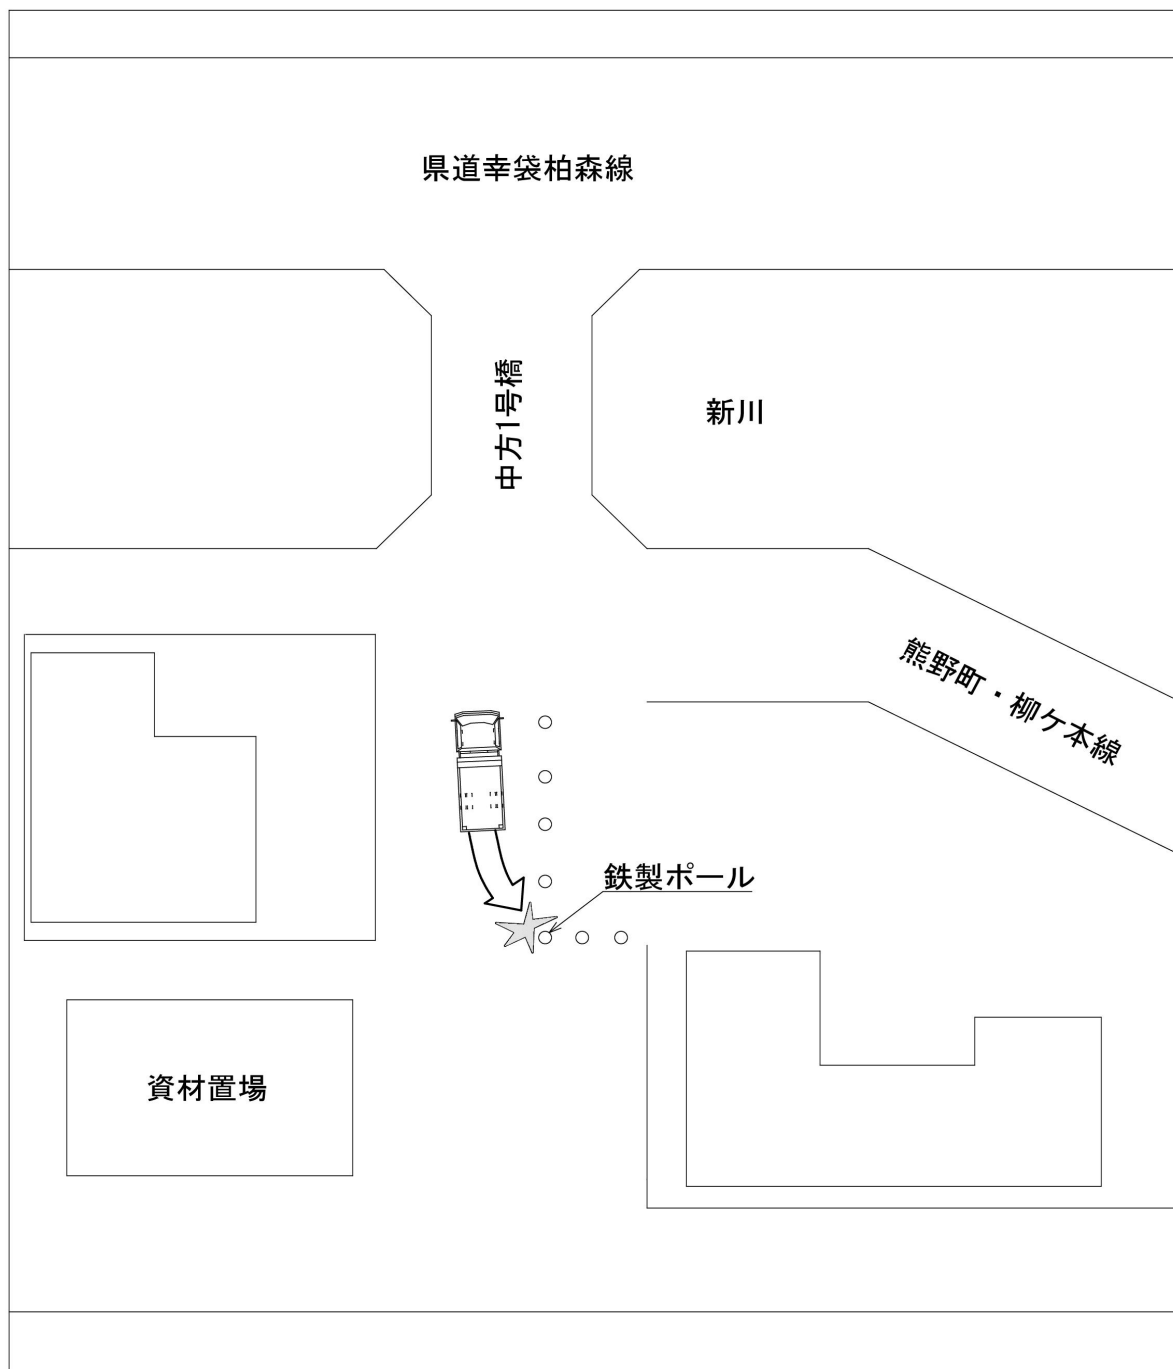 県道幸袋柏森線
中方1号橋
新川
熊野町・柳ケ本線
鉄製ポール
資材置場